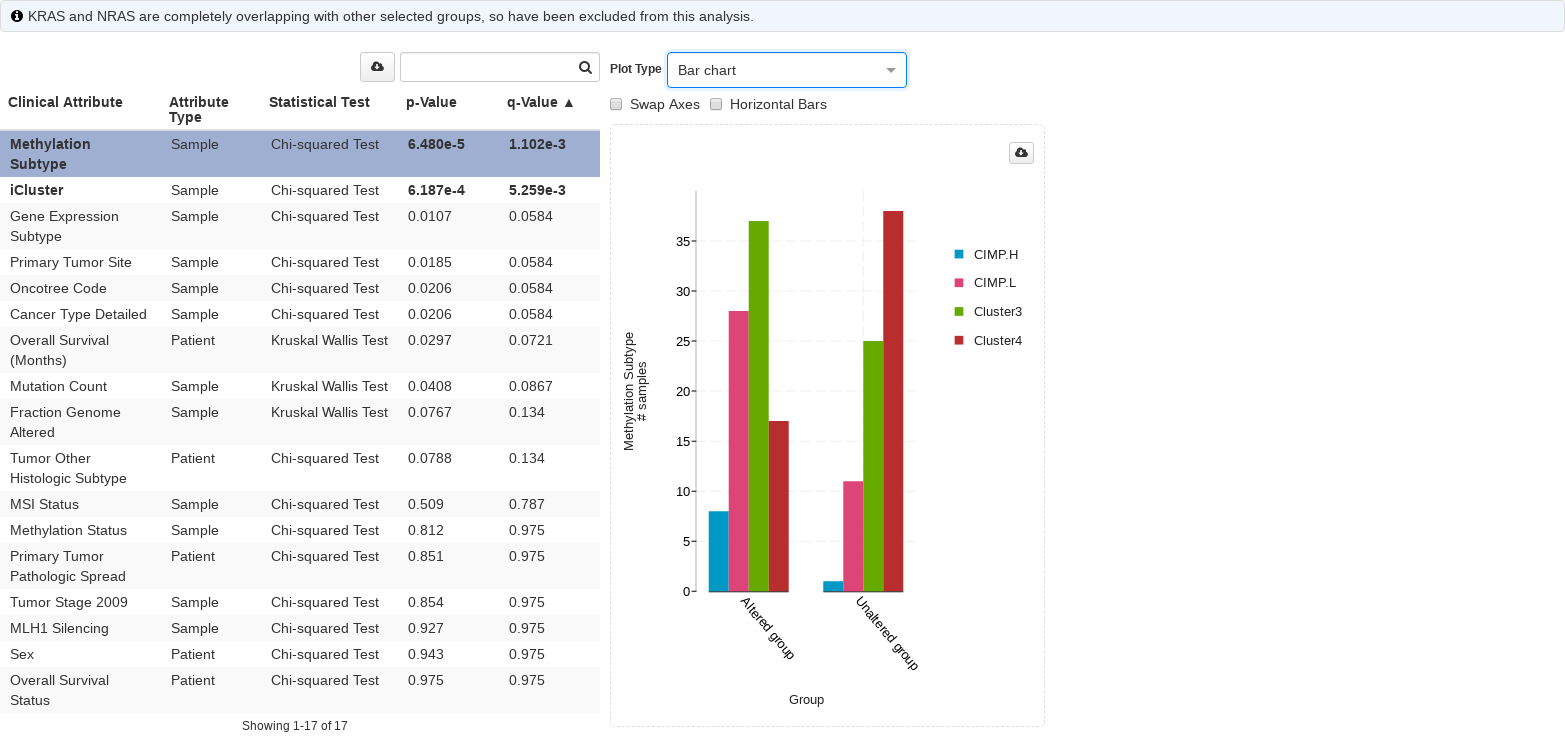 KRAS and NRAS are completely overlapping with other selected groups, so have been excluded from this analysis.
Clinical Attribute Attribute Type Statistical Test p-Value q-Value ▲
Methylation Subtype Sample Chi-squared Test 6.480e-5 1.102e-3
iCluster Sample Chi-squared Test 6.187e-4 5.259e-3
Gene Expression Subtype Sample Chi-squared Test 0.0107 0.0584
Primary Tumor Site Sample Chi-squared Test 0.0185 0.0584
Oncotree Code Sample Chi-squared Test 0.0206 0.0584
Cancer Type Detailed Sample Chi-squared Test 0.0206 0.0584
Overall Survival (Months) Patient Kruskal Wallis Test 0.0297 0.0721
Mutation Count Sample Kruskal Wallis Test 0.0408 0.0867
Fraction Genome Altered Sample Kruskal Wallis Test 0.0767 0.134
Tumor Other Histologic Subtype Patient Chi-squared Test 0.0788 0.134
MSI Status Sample Chi-squared Test 0.509 0.787
Methylation Status Sample Chi-squared Test 0.812 0.975
Primary Tumor Pathologic Spread Patient Chi-squared Test 0.851 0.975
Tumor Stage 2009 Sample Chi-squared Test 0.854 0.975
MLH1 Silencing Sample Chi-squared Test 0.927 0.975
Sex Patient Chi-squared Test 0.943 0.975
Overall Survival Status Patient Chi-squared Test 0.975 0.975
Showing 1-17 of 17
Plot Type Bar chart
Swap Axes Horizontal Bars
Methylation Subtype
# samples
35
30
25
20
15
10
5
0
Altered group
Unaltered group
Group
CIMP.H
CIMP.L
Cluster3
Cluster4